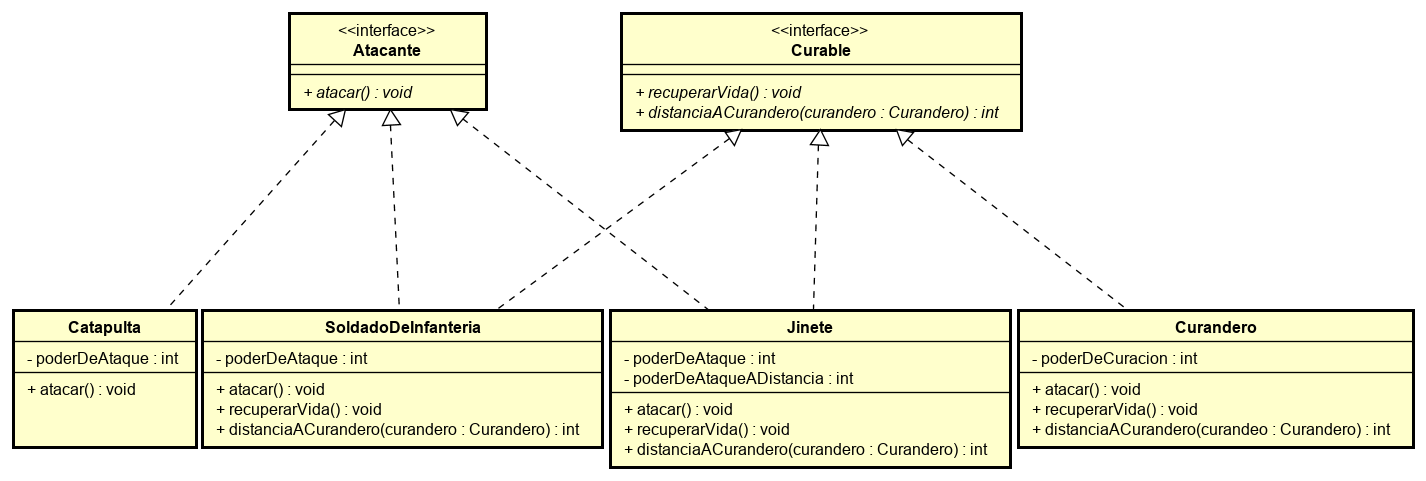 <<interface>>
Atacante
+ atacar() : void
<<interface>>
Curable
+ recuperarVida() : void
+ distanciaACurandero(curandero : Curandero) : int
Catapulta
- poderDeAtaque : int
+ atacar() : void
SoldadoDeInfanteria
- poderDeAtaque : int
+ atacar() : void
+ recuperarVida() : void
+ distanciaACurandero(curandero : Curandero) : int
Jinete
- poderDeAtaque : int
- poderDeAtaqueADistancia : int
+ atacar() : void
+ recuperarVida() : void
+ distanciaACurandero(curandero : Curandero) : int
Curandero
- poderDeCuracion : int
+ atacar() : void
+ recuperarVida() : void
+ distanciaACurandero(curandeo : Curandero) : int